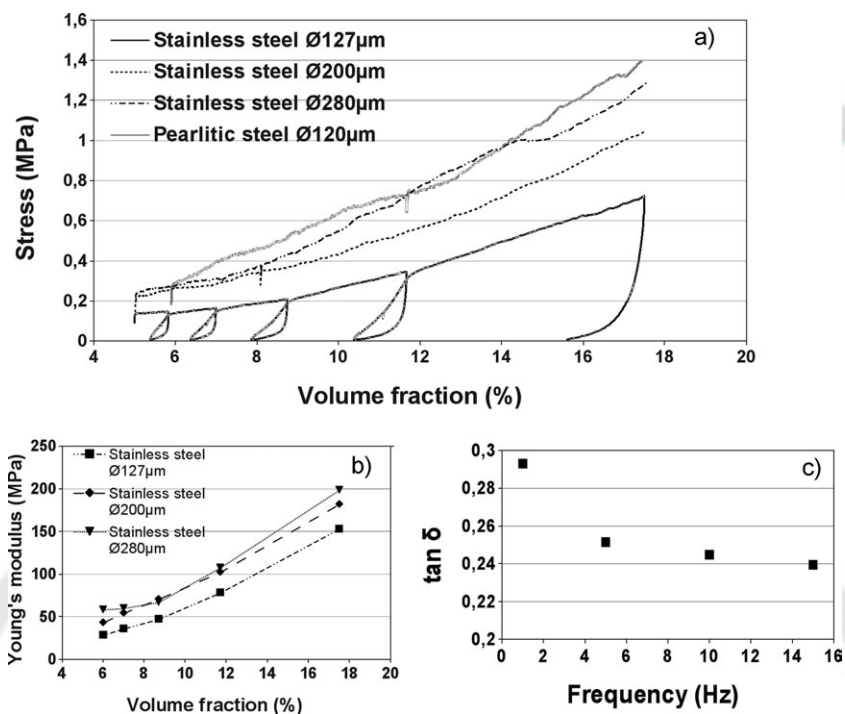 1,6
1,4
1,2
1
0,8
0,6
0,4
0,2
0
Stress (MPa)
Stainless steel Ø127µm
Stainless steel Ø200µm
Stainless steel Ø280µm
Pearlitic steel Ø120µm
a)
4 6 8 10 12 14 16 18 20
Volume fraction (%)
250
200
150
100
50
0
Young's modulus (MPa)
Stainless steel
Ø127µm
Stainless steel
Ø200µm
Stainless steel
Ø280µm
b)
4 6 8 10 12 14 16 18 20
Volume fraction (%)
0,3
0,28
0,26
0,24
0,22
0,2
tan δ
c)
0 2 4 6 8 10 12 14 16
Frequency (Hz)